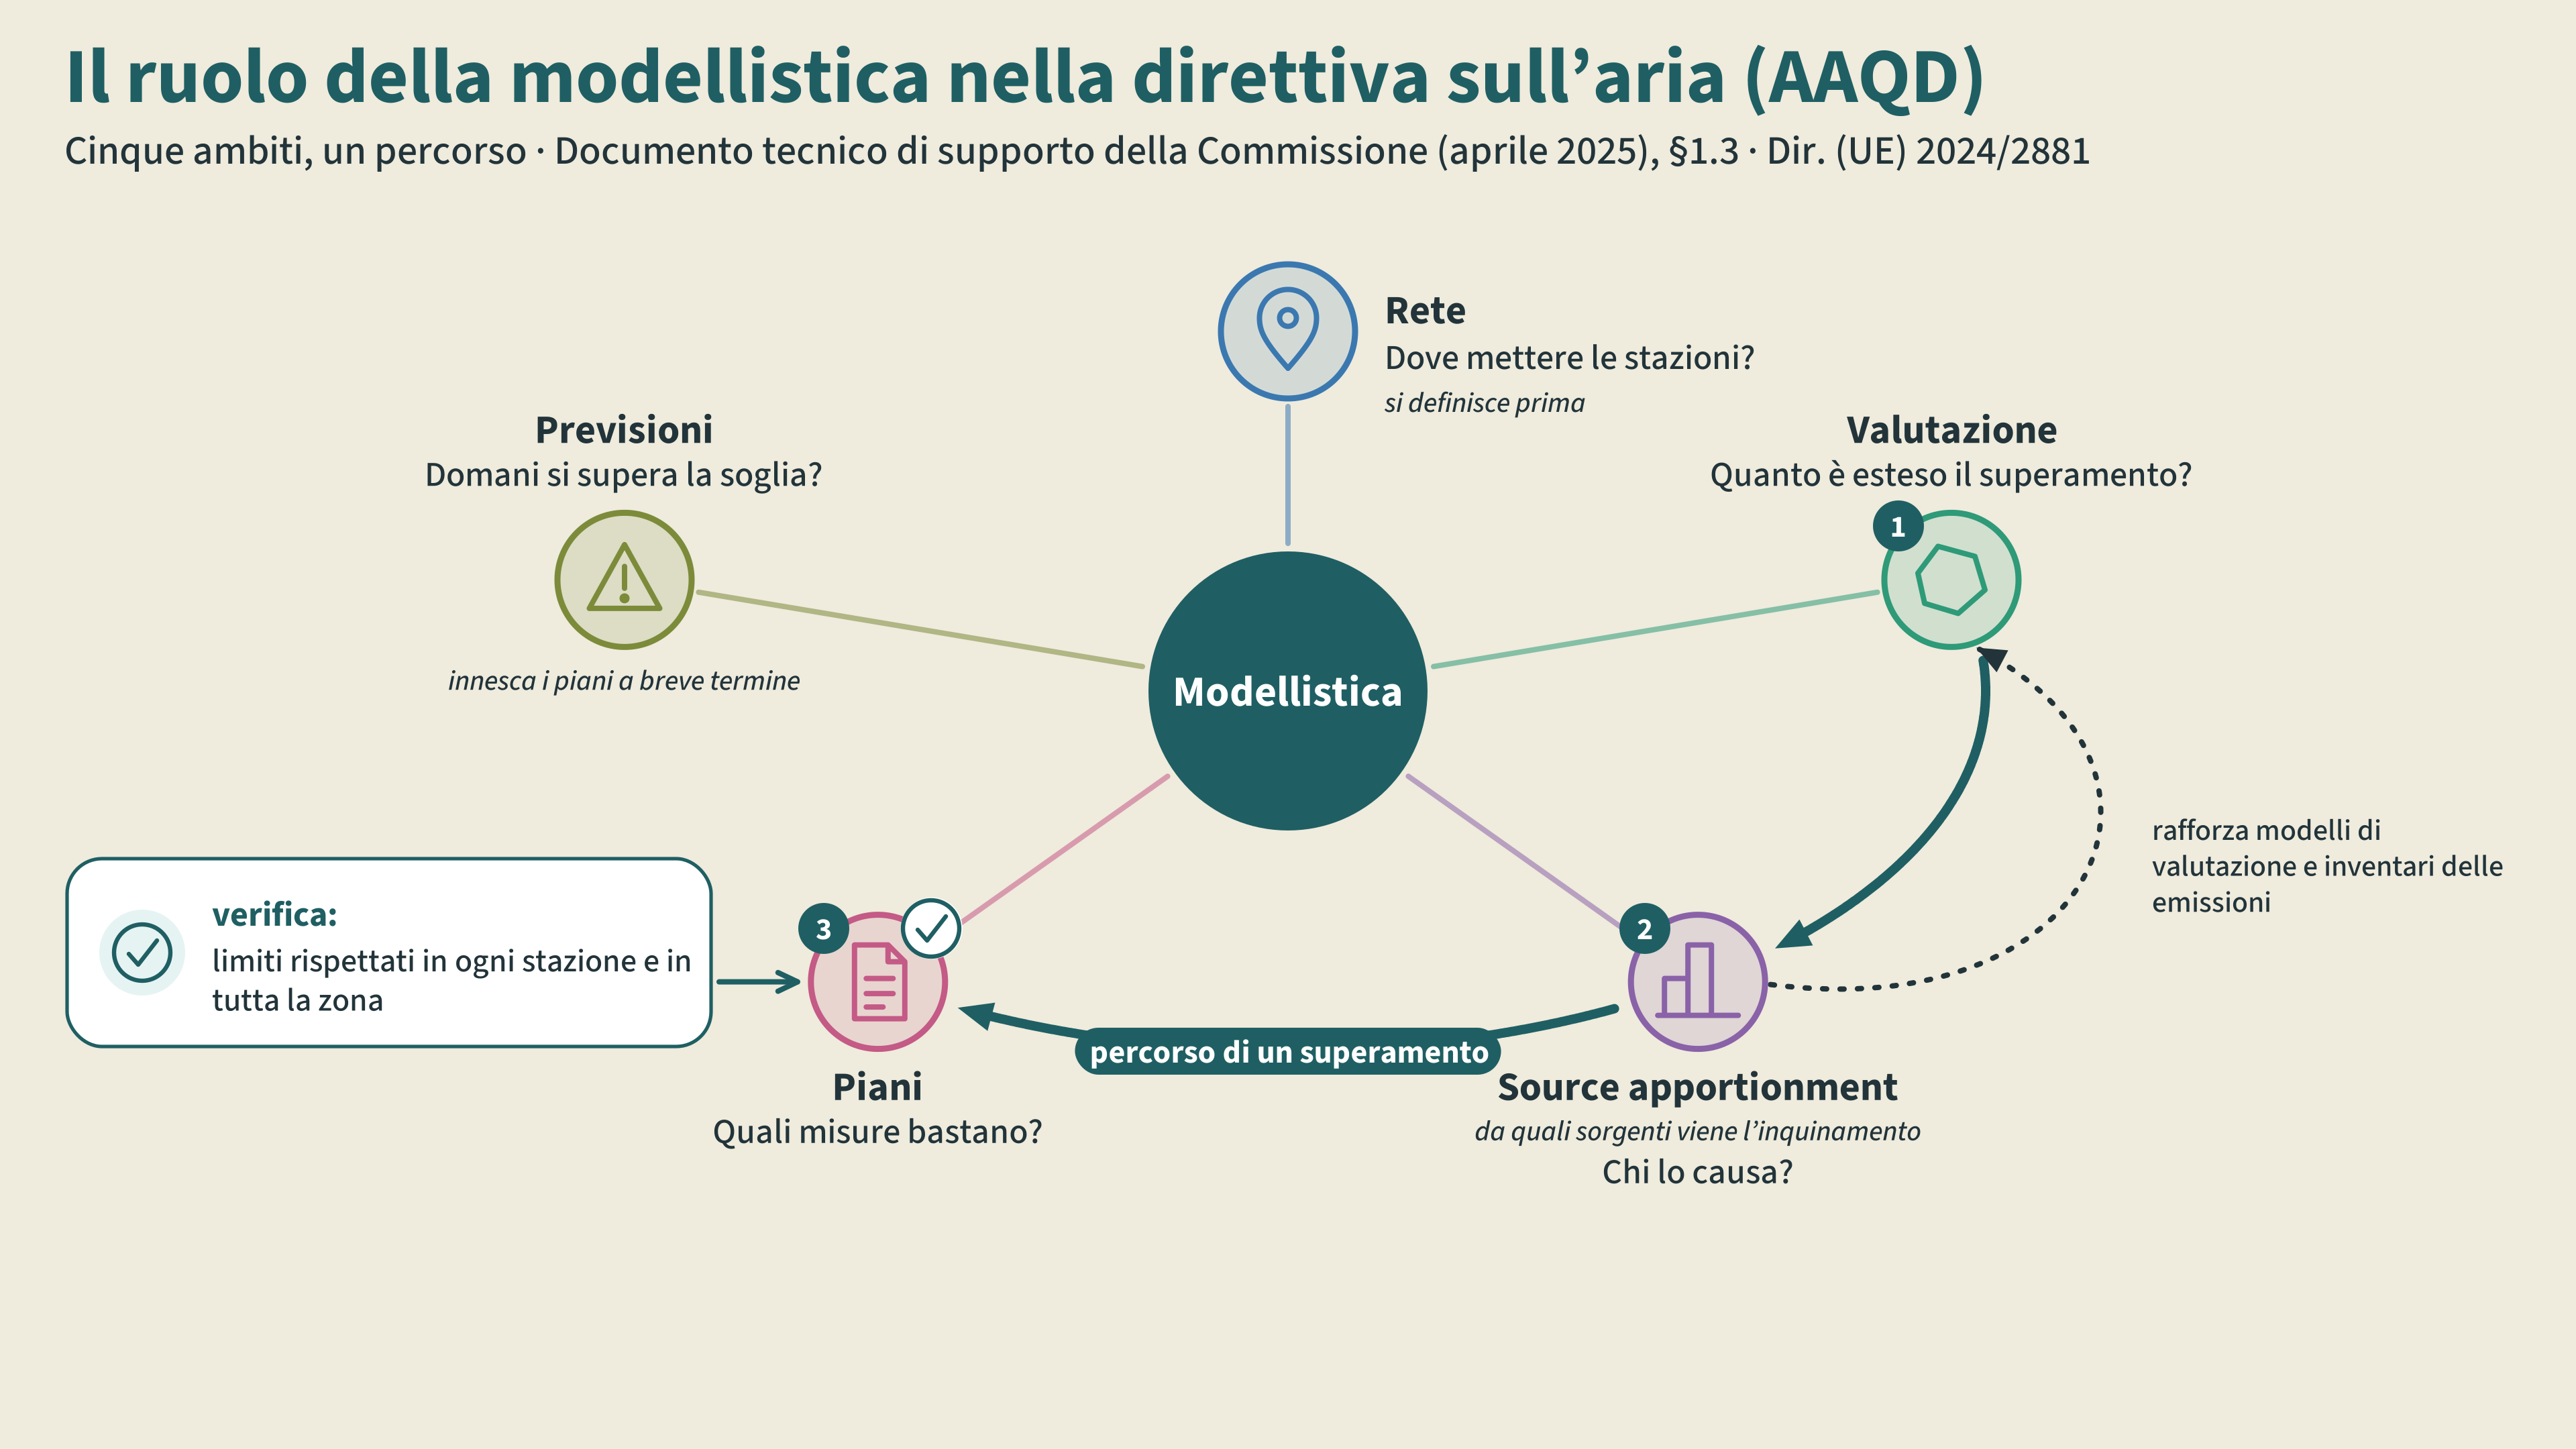 Il ruolo della modellistica nella direttiva sull’aria (AAQD)
Cinque ambiti, un percorso · Documento tecnico di supporto della Commissione (aprile 2025), §1.3 · Dir. (UE) 2024/2881
Rete
Dove mettere le stazioni?
si definisce prima
Previsioni
Domani si supera la soglia?
innesca i piani a breve termine
Valutazione
Quanto è esteso il superamento?
1
Modellistica
rafforza modelli di
valutazione e inventari delle
emissioni
verifica:
limiti rispettati in ogni stazione e in
tutta la zona
3
Piani
Quali misure bastano?
percorso di un superamento
2
Source apportionment
da quali sorgenti viene l’inquinamento
Chi lo causa?